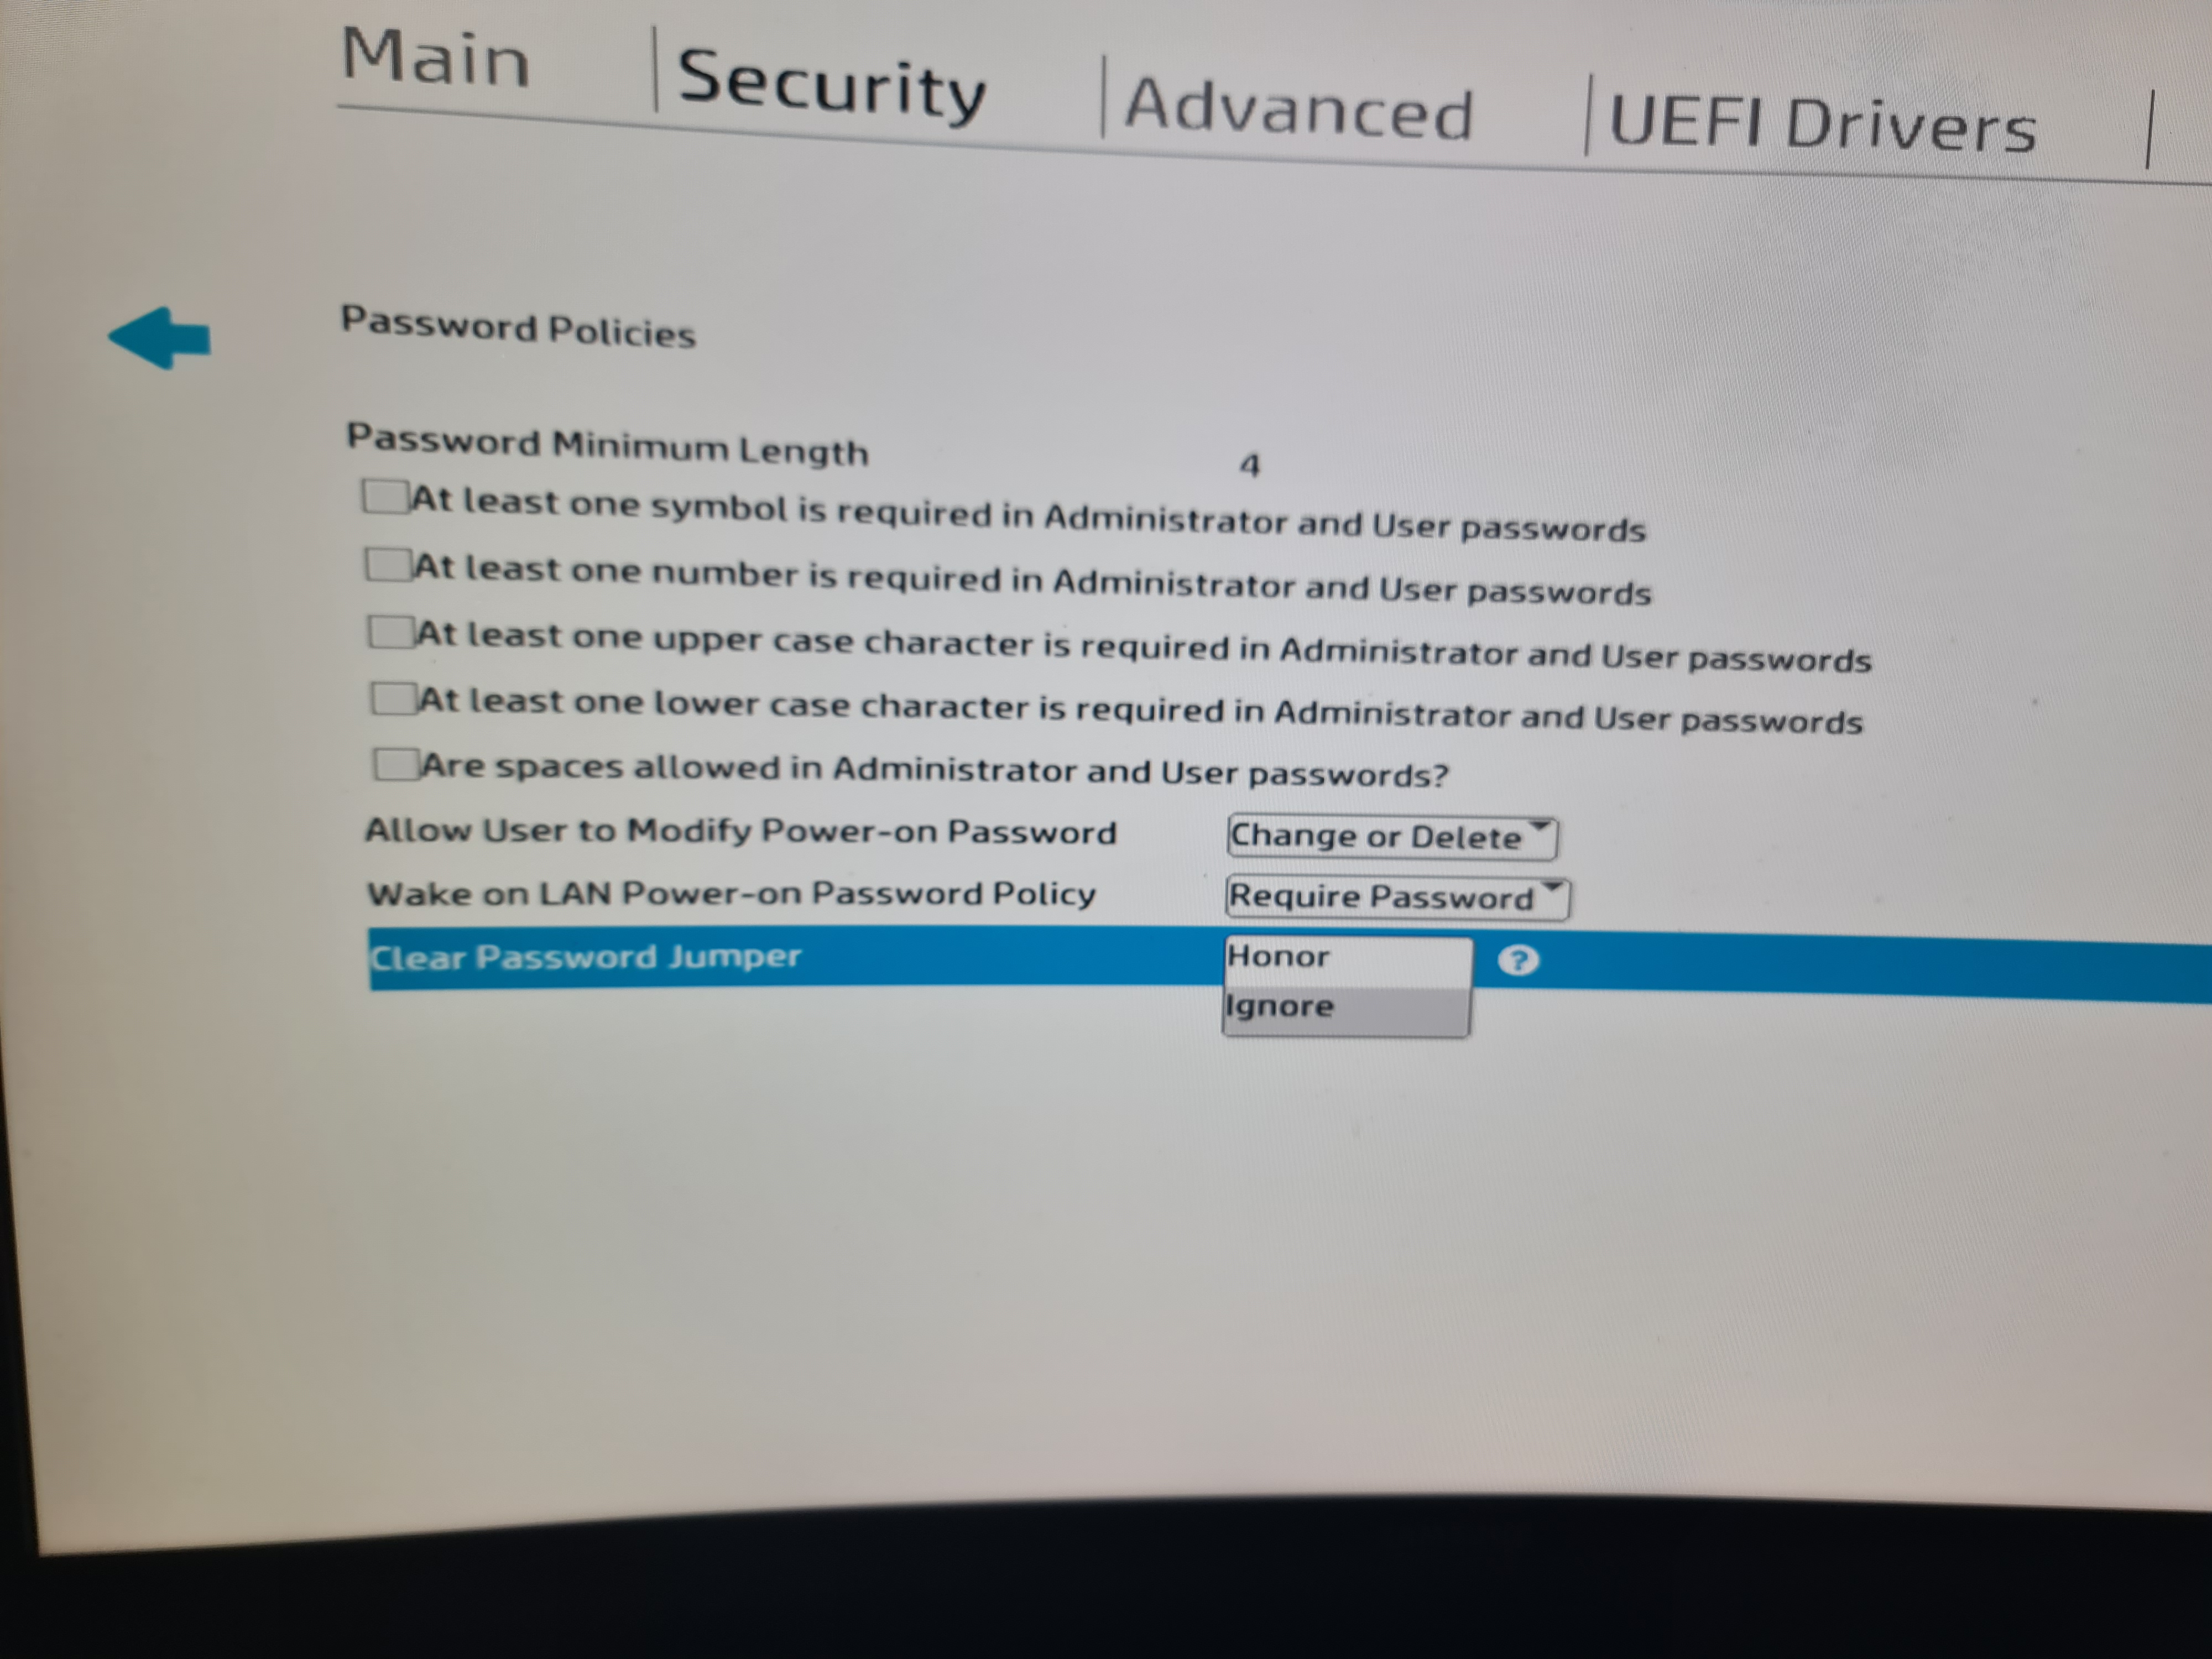 Main | Security | Advanced | UEFI Drivers |
Password Policies
Password Minimum Length 4
At least one symbol is required in Administrator and User passwords
At least one number is required in Administrator and User passwords
At least one upper case character is required in Administrator and User passwords
At least one lower case character is required in Administrator and User passwords
Are spaces allowed in Administrator and User passwords?
Allow User to Modify Power-on Password Change or Delete
Wake on LAN Power-on Password Policy Require Password
Clear Password Jumper Honor ?
Ignore